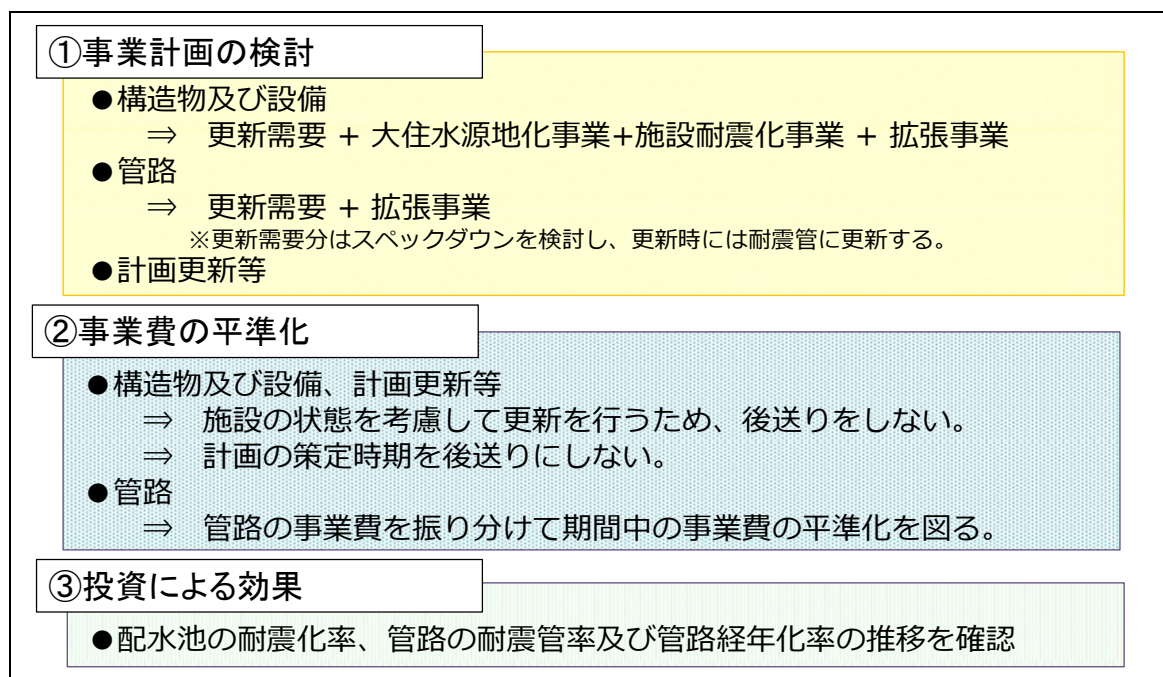 ①事業計画の検討
●構造物及び設備
⇒ 更新需要 + 大住水源地化事業+施設耐震化事業 + 拡張事業
●管路
⇒ 更新需要 + 拡張事業
※更新需要分はスペックダウンを検討し、更新時には耐震管に更新する。
●計画更新等
②事業費の平準化
●構造物及び設備、計画更新等
⇒ 施設の状態を考慮して更新を行うため、後送りをしない。
⇒ 計画の策定時期を後送りにしない。
●管路
⇒ 管路の事業費を振り分けて期間中の事業費の平準化を図る。
③投資による効果
●配水池の耐震化率、管路の耐震管率及び管路経年化率の推移を確認